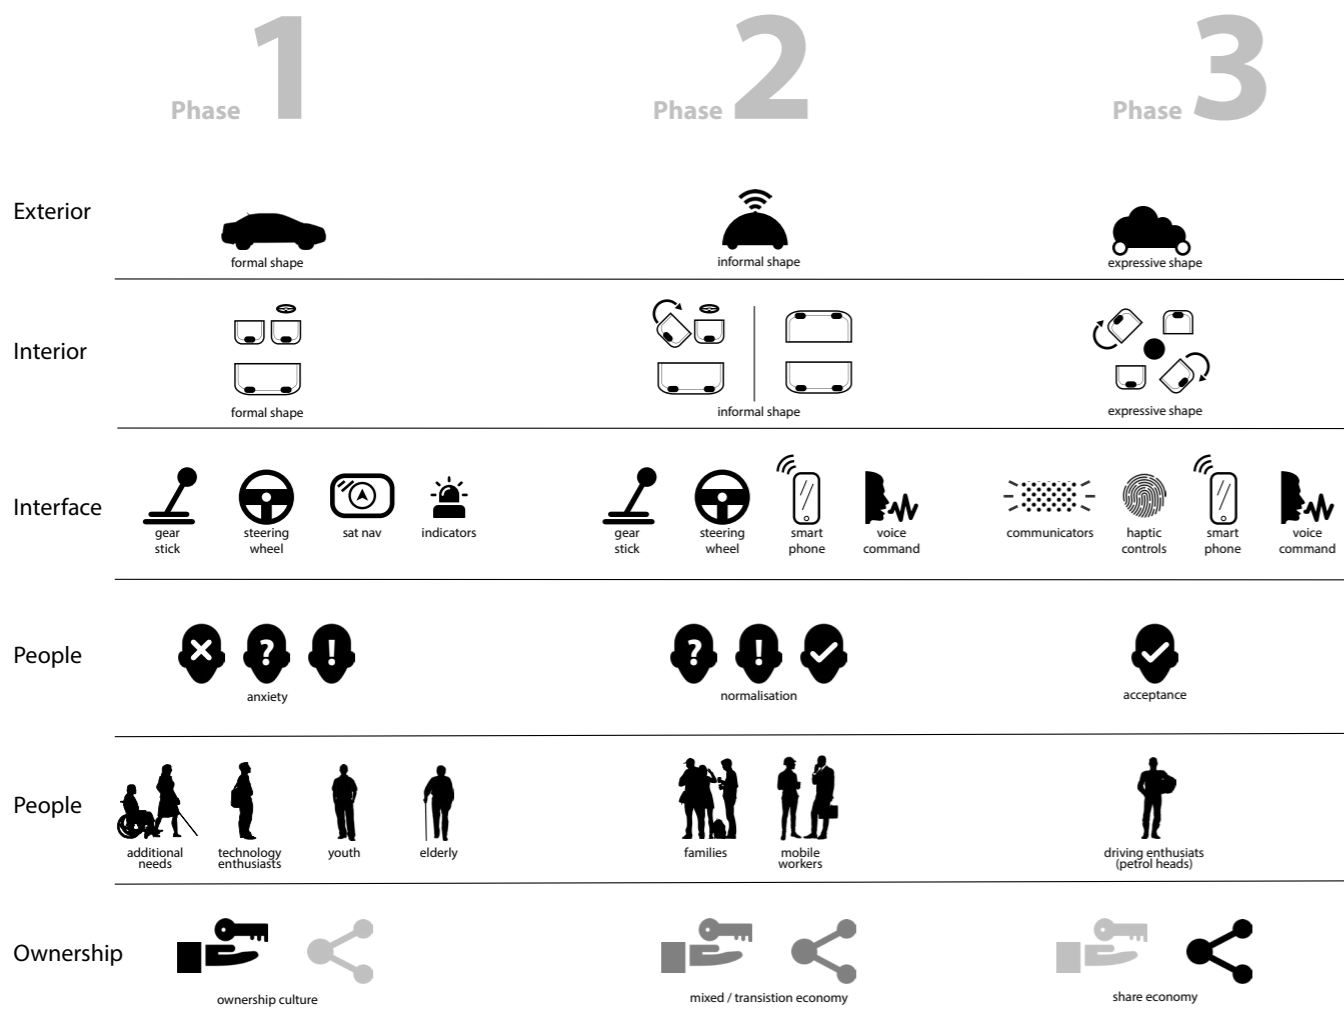 Phase 1
Phase 2
Phase 3
Exterior
formal shape
informal shape
expressive shape
Interior
formal shape
informal shape
expressive shape
Interface
gear
stick
steering
wheel
sat nav
indicators
gear
stick
steering
wheel
smart
phone
voice
command
communicators
haptic
controls
smart
phone
voice
command
People
? !
anxiety
? !
normalisation
acceptance
People
additional
needs
technology
enthusiasts
youth
elderly
families
mobile
workers
driving enthusiats
(petrol heads)
Ownership
ownership culture
mixed / transistion economy
share economy